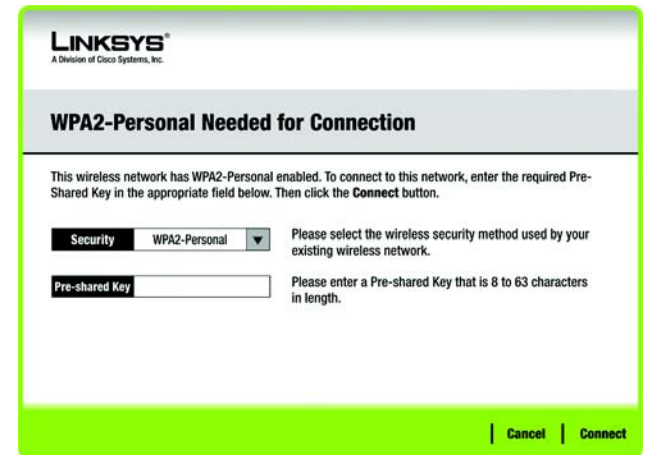 LINKSYS®
A Division of Cisco Systems, Inc.
WPA2-Personal Needed for Connection
This wireless network has WPA2-Personal enabled. To connect to this network, enter the required Pre-
Shared Key in the appropriate field below. Then click the Connect button.
Security WPA2-Personal
Please select the wireless security method used by your
existing wireless network.
Pre-shared Key
Please enter a Pre-shared Key that is 8 to 63 characters
in length.
Cancel Connect